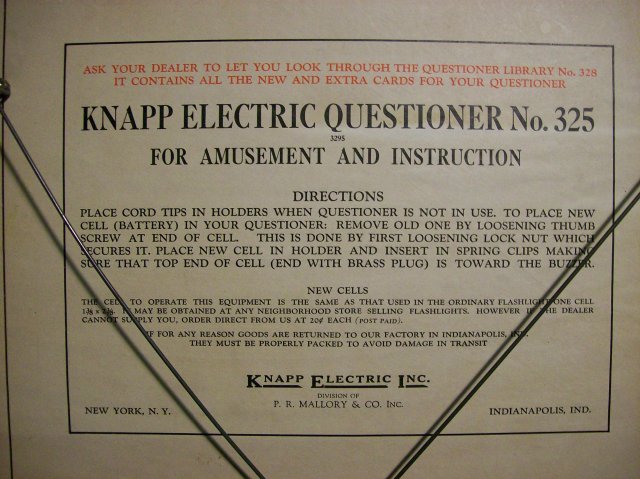 ASK YOUR DEALER TO LET YOU LOOK THROUGH THE QUESTIONER LIBRARY No. 328
IT CONTAINS ALL THE NEW AND EXTRA CARDS FOR YOUR QUESTIONER
KNAPP ELECTRIC QUESTIONER No. 325
329S
FOR AMUSEMENT AND INSTRUCTION
DIRECTIONS
PLACE CORD TIPS IN HOLDERS WHEN QUESTIONER IS NOT IN USE. TO PLACE NEW
CELL (BATTERY) IN YOUR QUESTIONER: REMOVE OLD ONE BY LOOSENING THUMB
SCREW AT END OF CELL. THIS IS DONE BY FIRST LOOSENING LOCK NUT WHICH
SECURES IT. PLACE NEW CELL IN HOLDER AND INSERT IN SPRING CLIPS MAKING
SURE THAT TOP END OF CELL (END WITH BRASS PLUG) IS TOWARD THE BUZZER.
NEW CELLS
THE CELL TO OPERATE THIS EQUIPMENT IS THE SAME AS THAT USED IN THE ORDINARY FLASHLIGHT ONE CELL
IT MAY BE OBTAINED AT ANY NEIGHBORHOOD STORE SELLING FLASHLIGHTS. HOWEVER IF THE DEALER
CANNOT SUPPLY YOU, ORDER DIRECT FROM US AT 20¢ EACH (POST PAID).
IF FOR ANY REASON GOODS ARE RETURNED TO OUR FACTORY IN INDIANAPOLIS, IND.
THEY MUST BE PROPERLY PACKED TO AVOID DAMAGE IN TRANSIT
KNAPP ELECTRIC INC.
DIVISION OF
P. R. MALLORY & CO. INC.
NEW YORK, N. Y.
INDIANAPOLIS, IND.